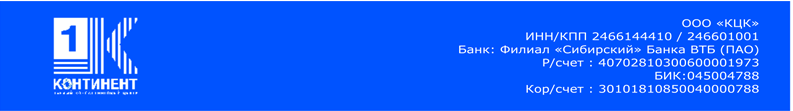 1
КОНТИНЕНТ
ООО «КЦК»
ИНН/КПП 2466144410 / 246601001
Банк: Филиал «Сибирский» Банка ВТБ (ПАО)
Р/счет : 40702810300600001973
БИК:045004788
Кор/счет : 30101810850040000788